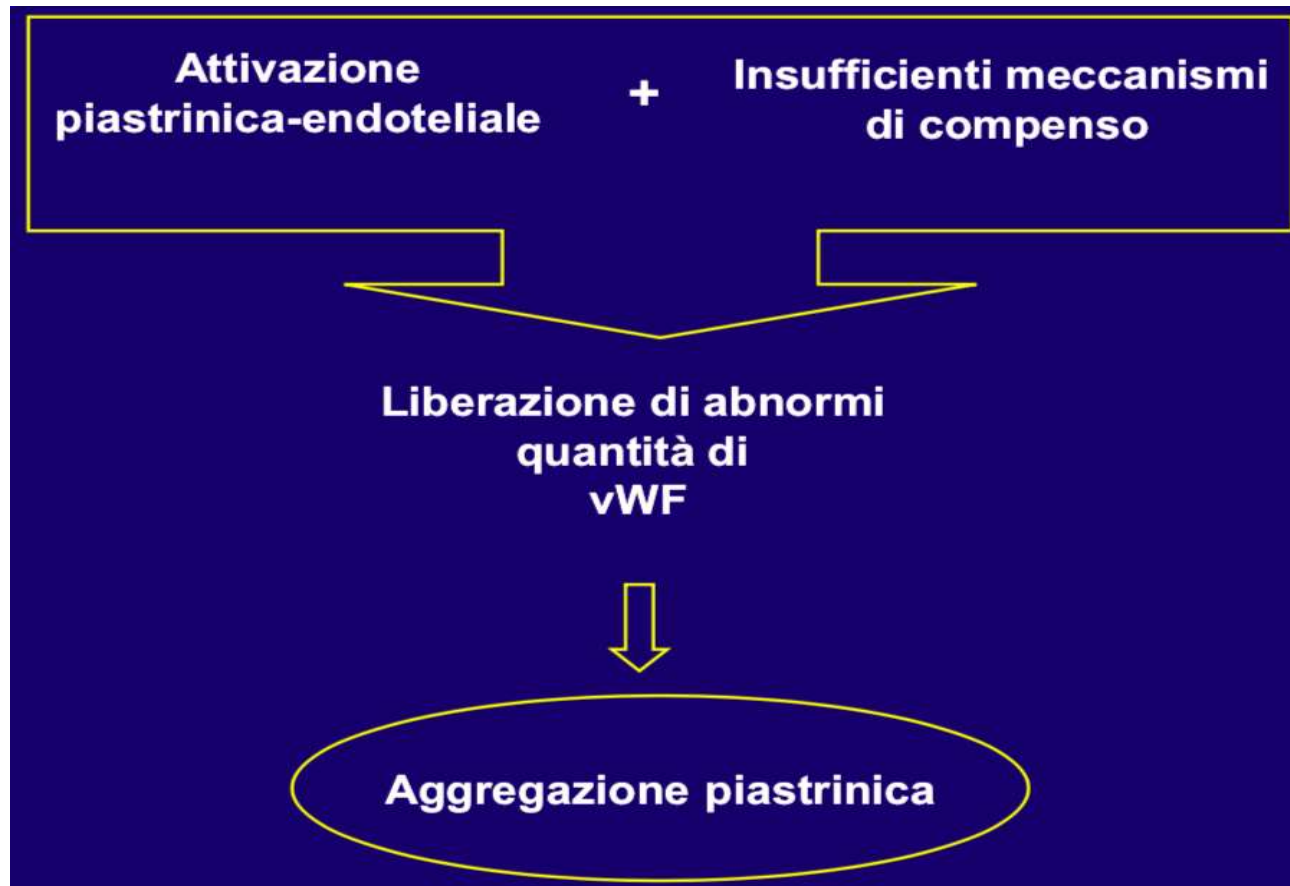 Attivazione
piastrinica-endoteliale
+
Insufficienti meccanismi
di compenso
Liberazione di abnormi
quantità di
vWF
Aggregazione piastrinica